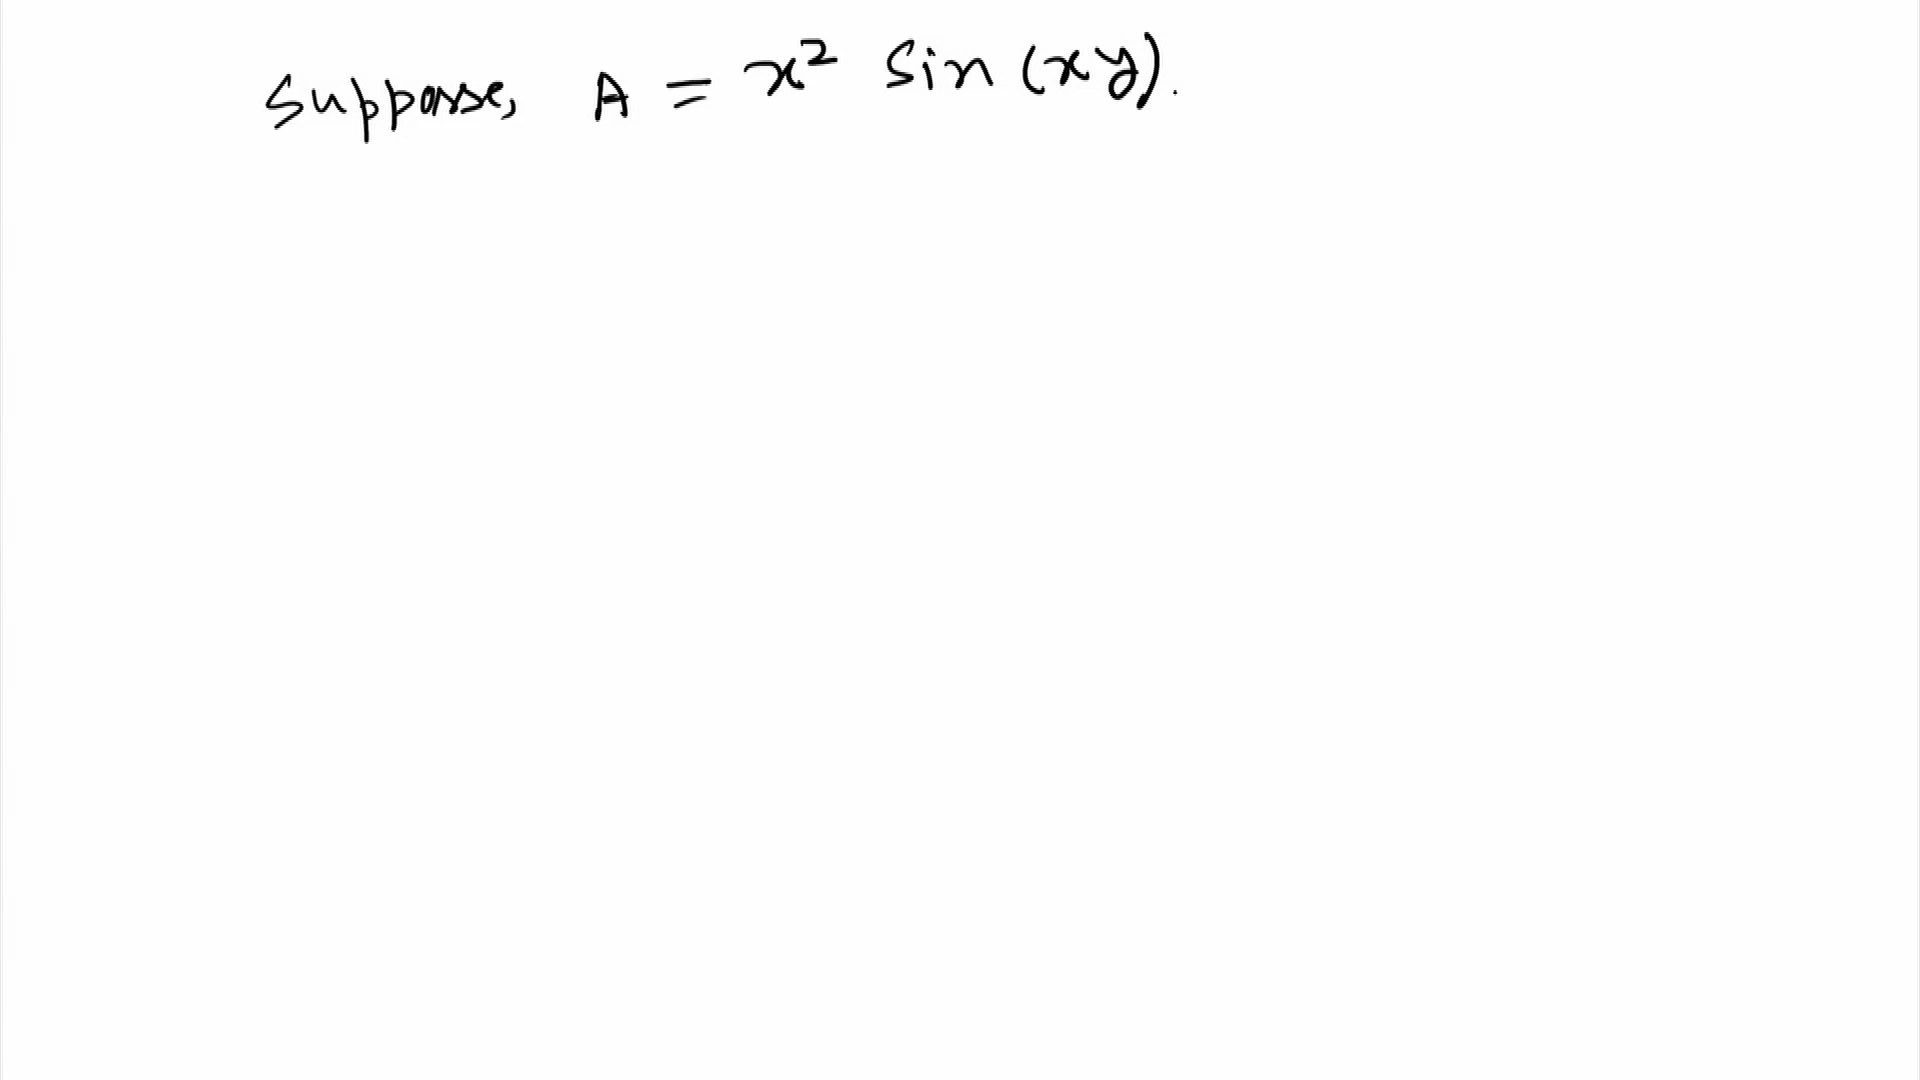 Suppose, A = x² Sin (xy).